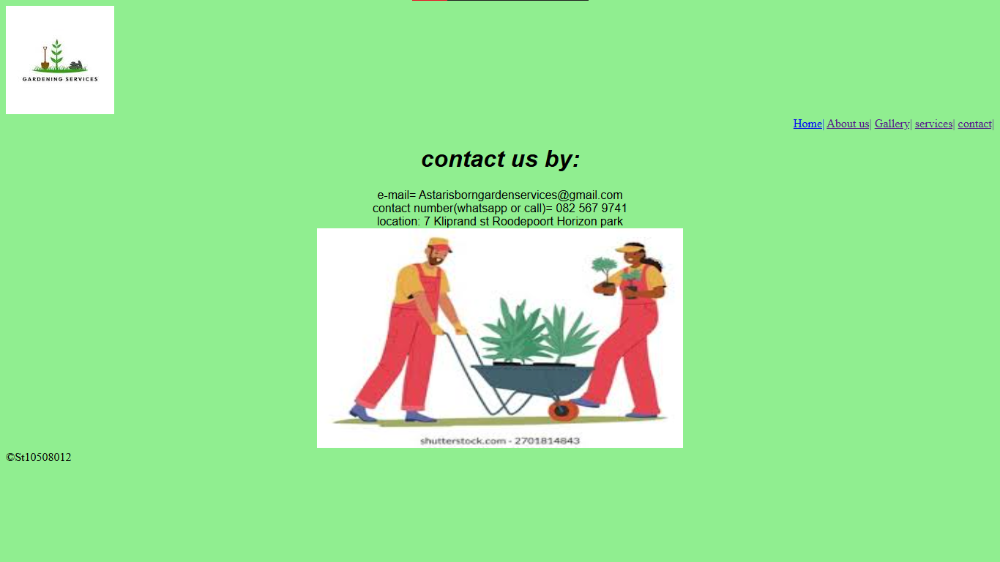 GARDENING SERVICES
Home| About us| Gallery| services| contact|
contact us by:
e-mail= Astarisborngardenservices@gmail.com
contact number(whatsapp or call)= 082 567 9741
location: 7 Kliprand st Roodepoort Horizon park
shutterstock.com - 2701814843
©St10508012